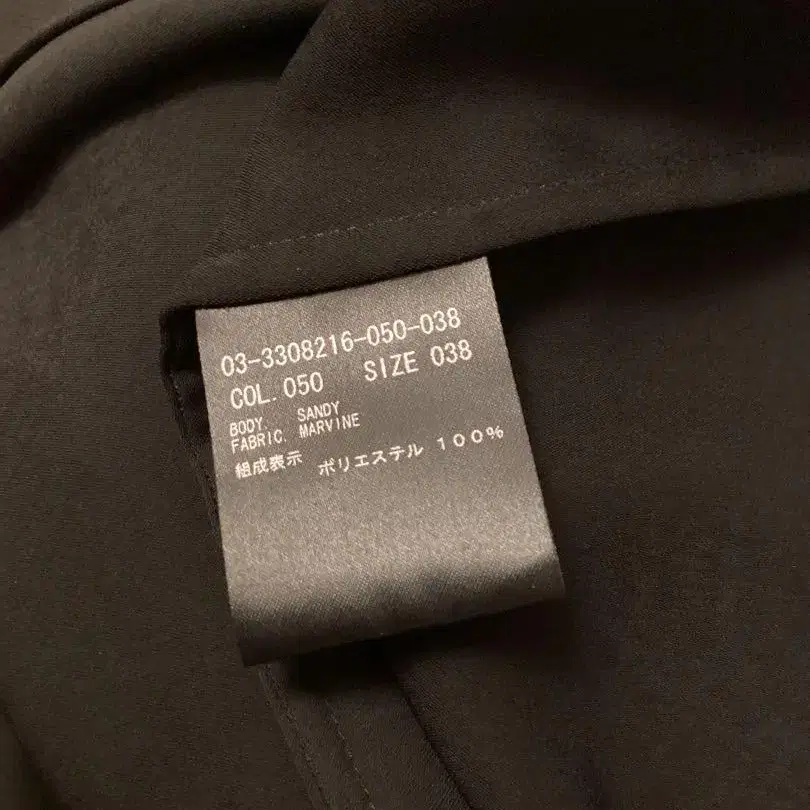 03-3308216-050-038
COL. 050 SIZE 038
BODY. SANDY
FABRIC. MARVINE
組成表示 ポリエステル 100%